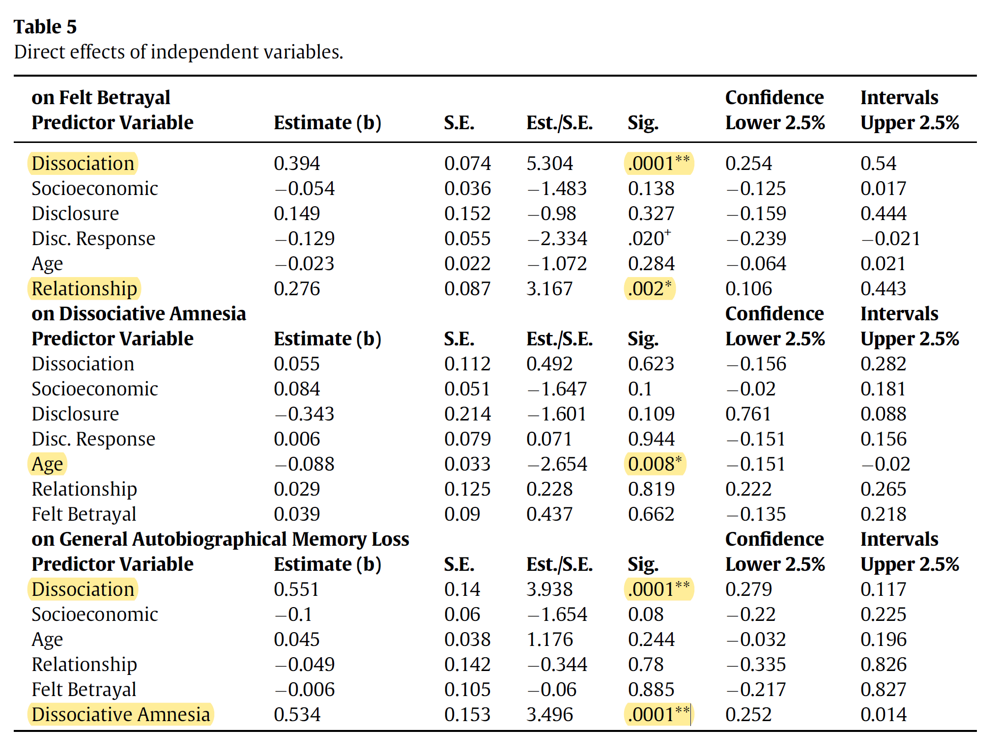 Table 5
Direct effects of independent variables.
on Felt Betrayal Confidence Intervals
Predictor Variable Estimate (b) S.E. Est./S.E. Sig. Lower 2.5% Upper 2.5%
Dissociation 0.394 0.074 5.304 .0001** 0.254 0.54
Socioeconomic −0.054 0.036 −1.483 0.138 −0.125 0.017
Disclosure 0.149 0.152 −0.98 0.327 −0.159 0.444
Disc. Response −0.129 0.055 −2.334 .020+ −0.239 −0.021
Age −0.023 0.022 −1.072 0.284 −0.064 0.021
Relationship 0.276 0.087 3.167 .002* 0.106 0.443
on Dissociative Amnesia Confidence Intervals
Predictor Variable Estimate (b) S.E. Est./S.E. Sig. Lower 2.5% Upper 2.5%
Dissociation 0.055 0.112 0.492 0.623 −0.156 0.282
Socioeconomic 0.084 0.051 −1.647 0.1 −0.02 0.181
Disclosure −0.343 0.214 −1.601 0.109 0.761 0.088
Disc. Response 0.006 0.079 0.071 0.944 −0.151 0.156
Age −0.088 0.033 −2.654 0.008* −0.151 −0.02
Relationship 0.029 0.125 0.228 0.819 0.222 0.265
Felt Betrayal 0.039 0.09 0.437 0.662 −0.135 0.218
on General Autobiographical Memory Loss Confidence Intervals
Predictor Variable Estimate (b) S.E. Est./S.E. Sig. Lower 2.5% Upper 2.5%
Dissociation 0.551 0.14 3.938 .0001** 0.279 0.117
Socioeconomic −0.1 0.06 −1.654 0.08 −0.22 0.225
Age 0.045 0.038 1.176 0.244 −0.032 0.196
Relationship −0.049 0.142 −0.344 0.78 −0.335 0.826
Felt Betrayal −0.006 0.105 −0.06 0.885 −0.217 0.827
Dissociative Amnesia 0.534 0.153 3.496 .0001** 0.252 0.014